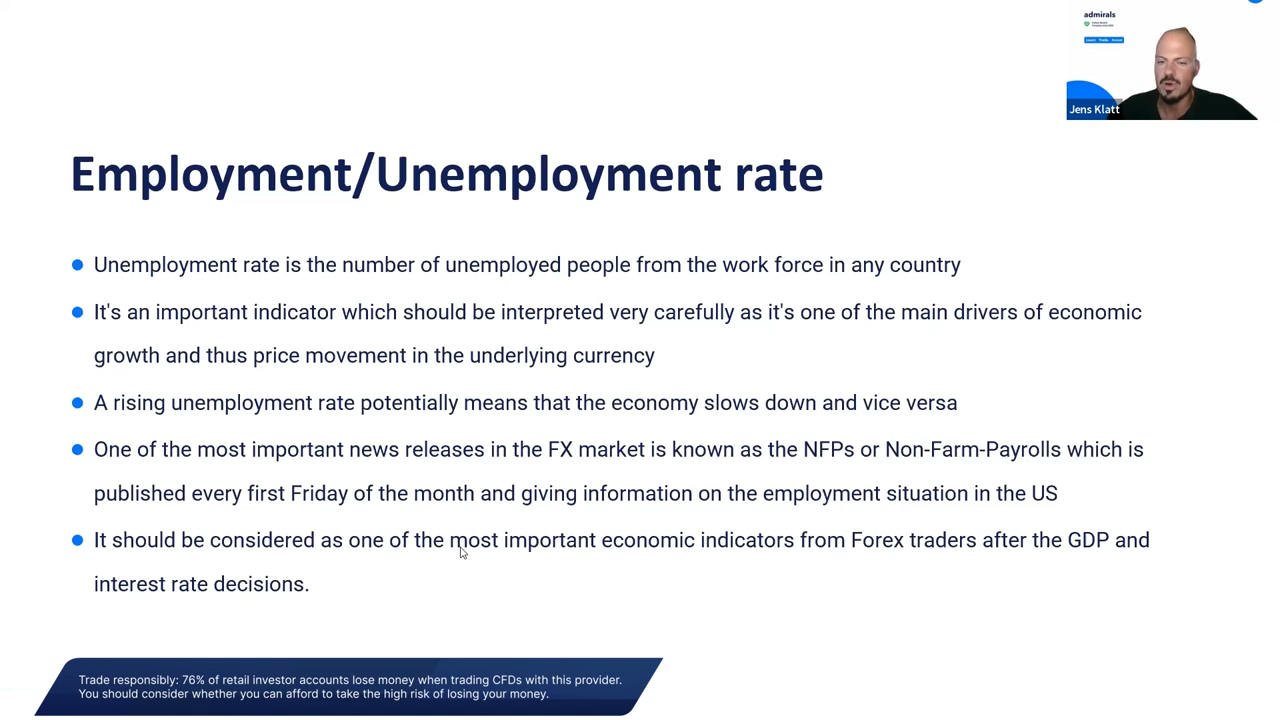 admirals
Jens Klatt
Employment/Unemployment rate
Unemployment rate is the number of unemployed people from the work force in any country
It's an important indicator which should be interpreted very carefully as it's one of the main drivers of economic
growth and thus price movement in the underlying currency
A rising unemployment rate potentially means that the economy slows down and vice versa
One of the most important news releases in the FX market is known as the NFPs or Non-Farm-Payrolls which is
published every first Friday of the month and giving information on the employment situation in the US
It should be considered as one of the most important economic indicators from Forex traders after the GDP and
interest rate decisions.
Trade responsibly: 76% of retail investor accounts lose money when trading CFDs with this provider.
You should consider whether you can afford to take the high risk of losing your money.